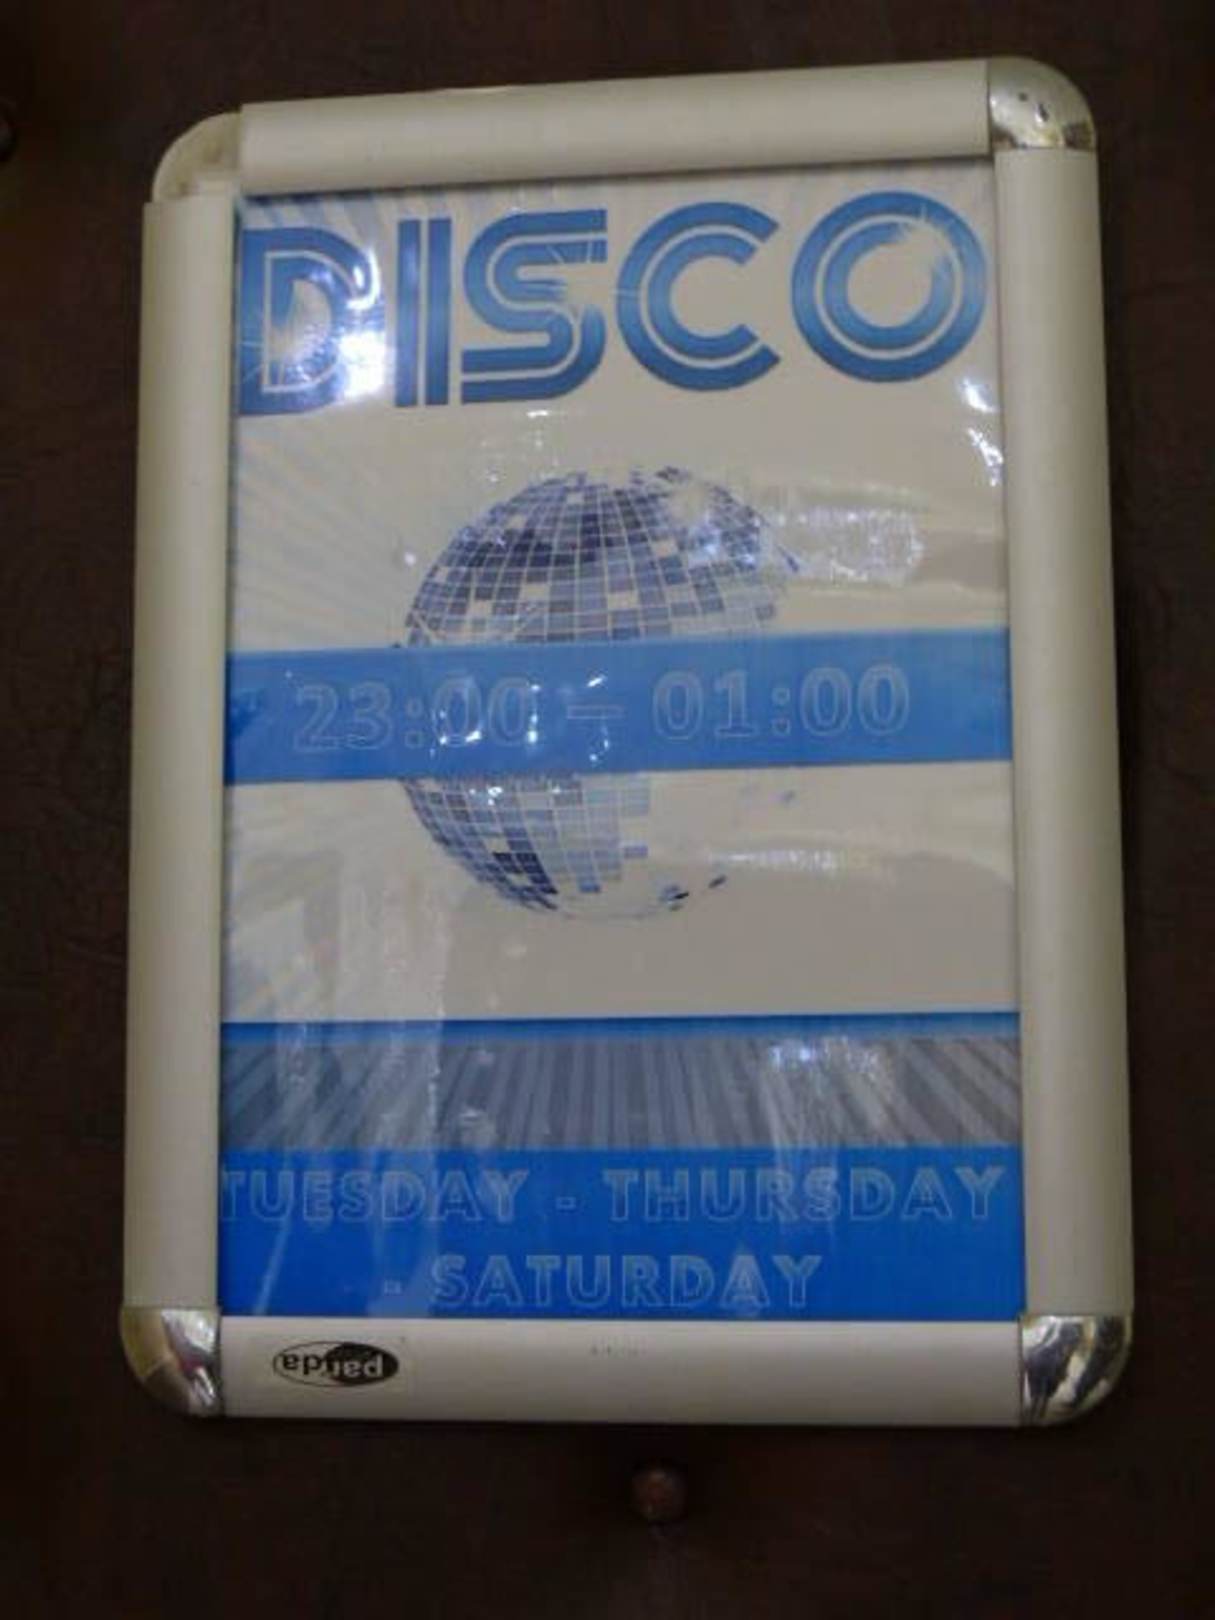 DISCO
23:00 – 01:00
TUESDAY - THURSDAY
- SATURDAY
panda